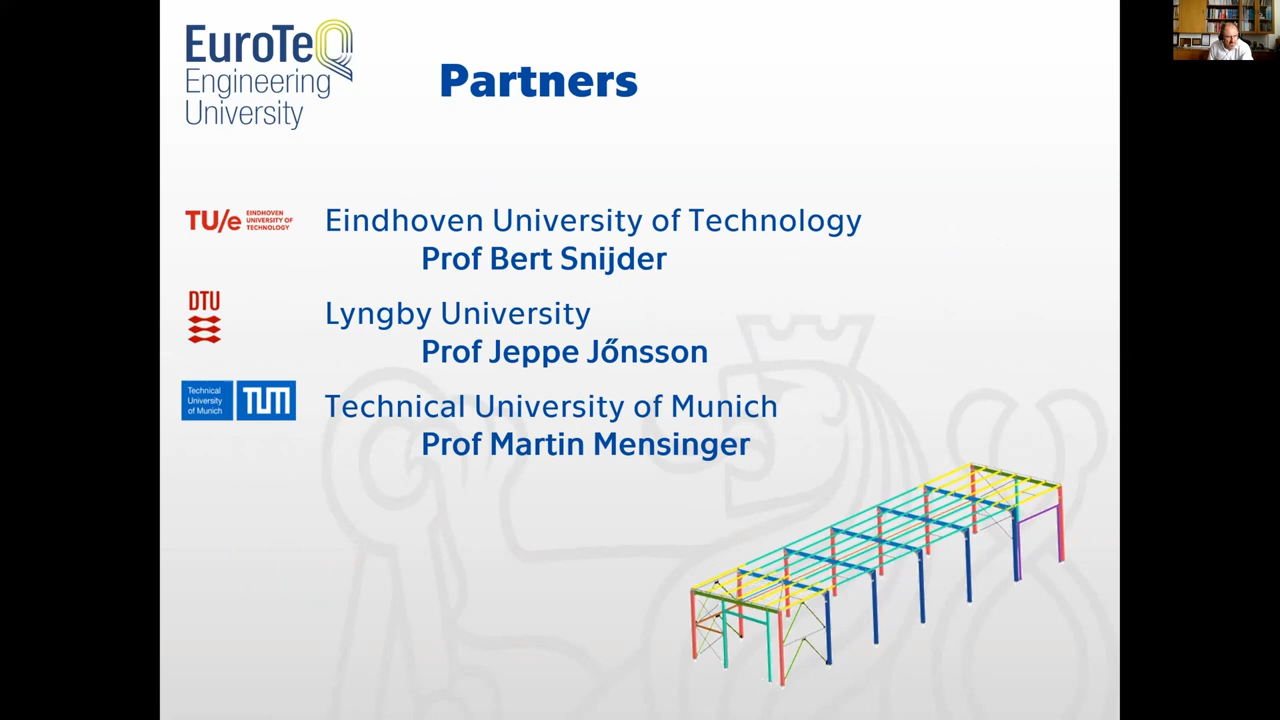 EuroTeQ
Engineering
University
Partners
TU/e EINDHOVEN
UNIVERSITY OF
TECHNOLOGY
Eindhoven University of Technology
Prof Bert Snijder
DTU
Lyngby University
Prof Jeppe Jőnsson
Technical
University
of Munich
TUM
Technical University of Munich
Prof Martin Mensinger